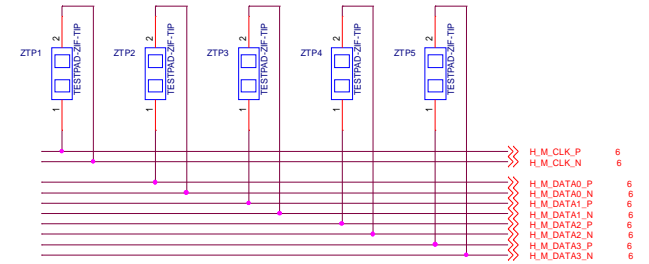 2 2 2 2 2
ZTP1 TESTPAD-ZIF-TIP ZTP2 TESTPAD-ZIF-TIP ZTP3 TESTPAD-ZIF-TIP ZTP4 TESTPAD-ZIF-TIP ZTP5 TESTPAD-ZIF-TIP
1 1 1 1 1
H_M_CLK_P 6
H_M_CLK_N 6
H_M_DATA0_P 6
H_M_DATA0_N 6
H_M_DATA1_P 6
H_M_DATA1_N 6
H_M_DATA2_P 6
H_M_DATA2_N 6
H_M_DATA3_P 6
H_M_DATA3_N 6